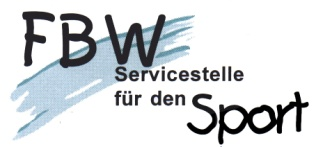 FBW
Servicestelle
für den
Sport